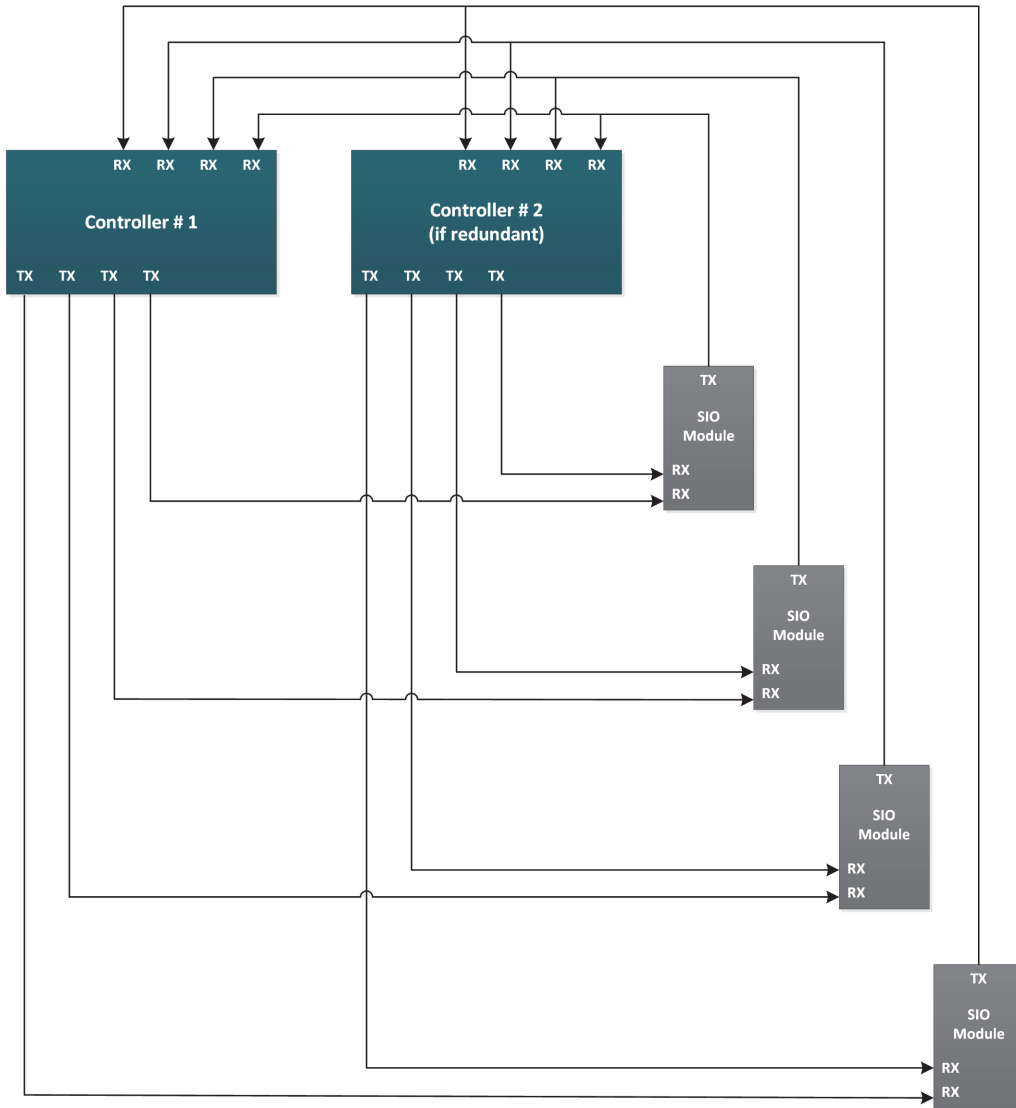 RX RX RX RX
Controller # 1
TX TX TX TX
RX RX RX RX
Controller # 2
(if redundant)
TX TX TX TX
TX
SIO
Module
RX
RX
TX
SIO
Module
RX
RX
TX
SIO
Module
RX
RX
TX
SIO
Module
RX
RX